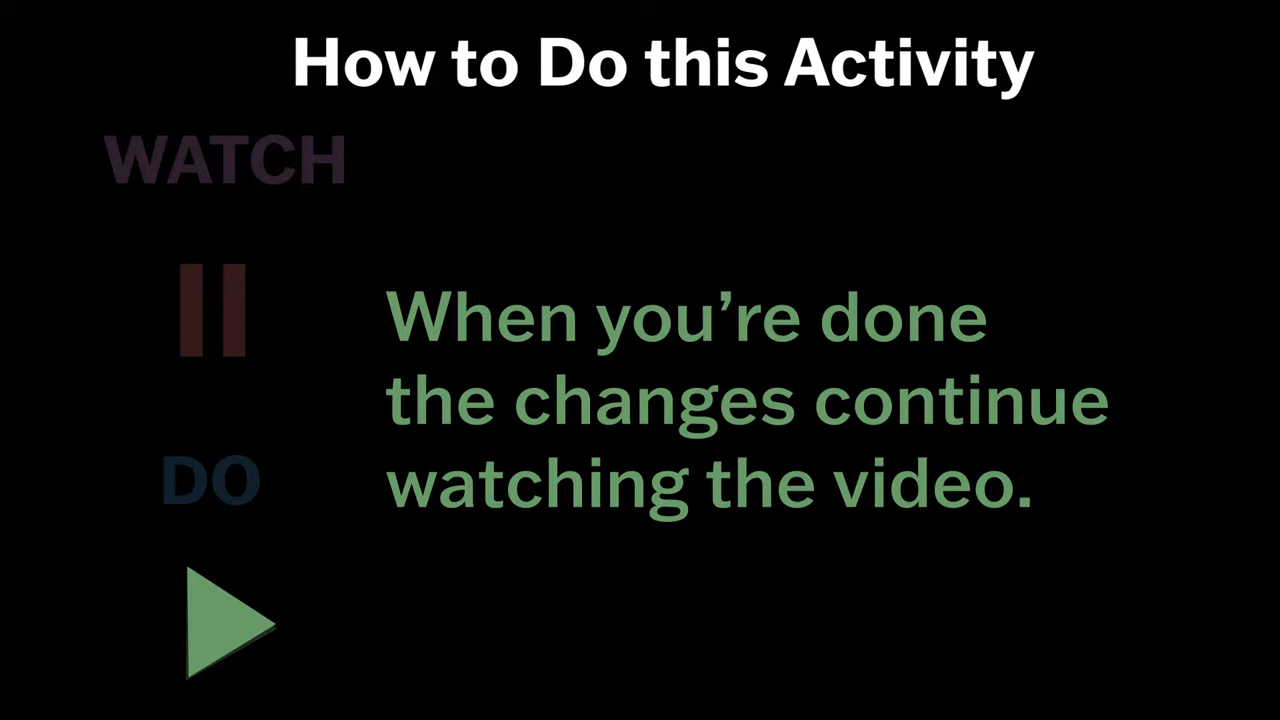 How to Do this Activity
WATCH
When you’re done
the changes continue
watching the video.
DO